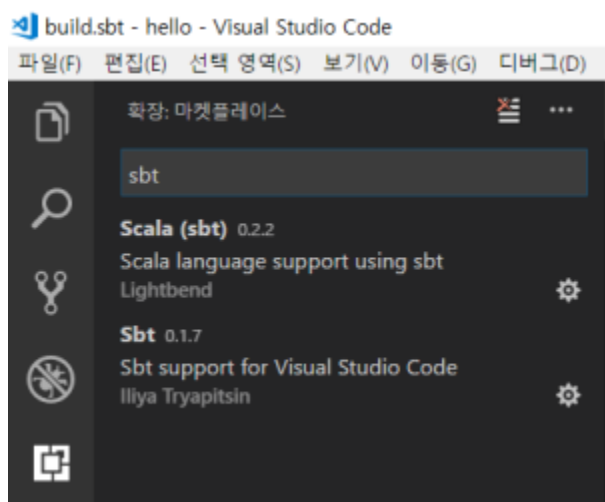 build.sbt - hello - Visual Studio Code
파일(F) 편집(E) 선택 영역(S) 보기(V) 이동(G) 디버그(D)
확장: 마켓플레이스
sbt
Scala (sbt) 0.2.2
Scala language support using sbt
Lightbend
Sbt 0.1.7
Sbt support for Visual Studio Code
Iliya Tryapitsin